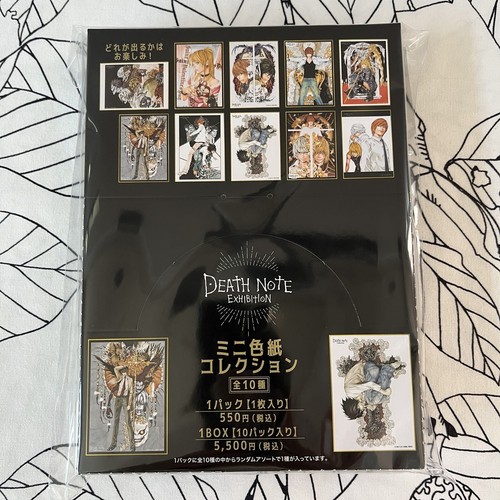 どれが出るかは
お楽しみ！
DEATH NOTE
EXHIBITION
ミニ色紙
コレクション
全10種
1パック【1枚入り】
550円(税込)
1BOX【10パック入り】
5,500円(税込)
1パックに全10種の中からランダムアソートで1種が入っています。
DEATH NOTE